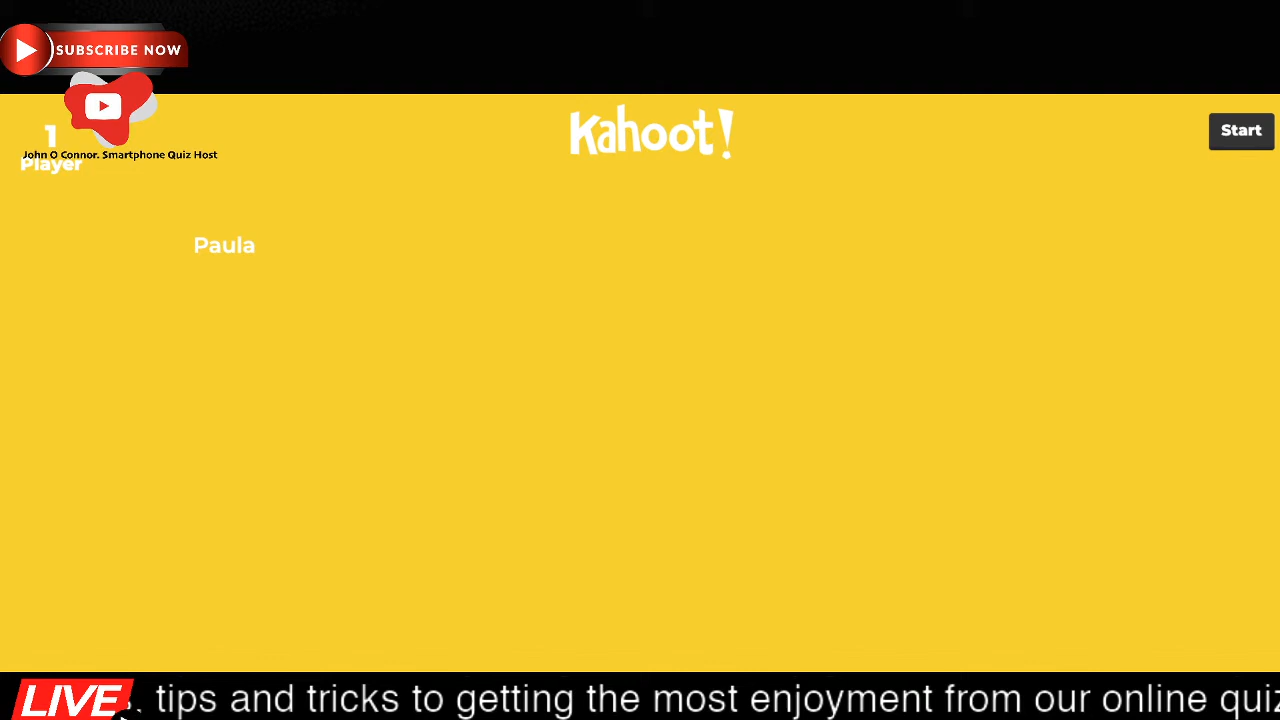 SUBSCRIBE NOW
Kahoot!
Start
1
John O Connor. Smartphone Quiz Host
Player
Paula
LIVE
. tips and tricks to getting the most enjoyment from our online quiz